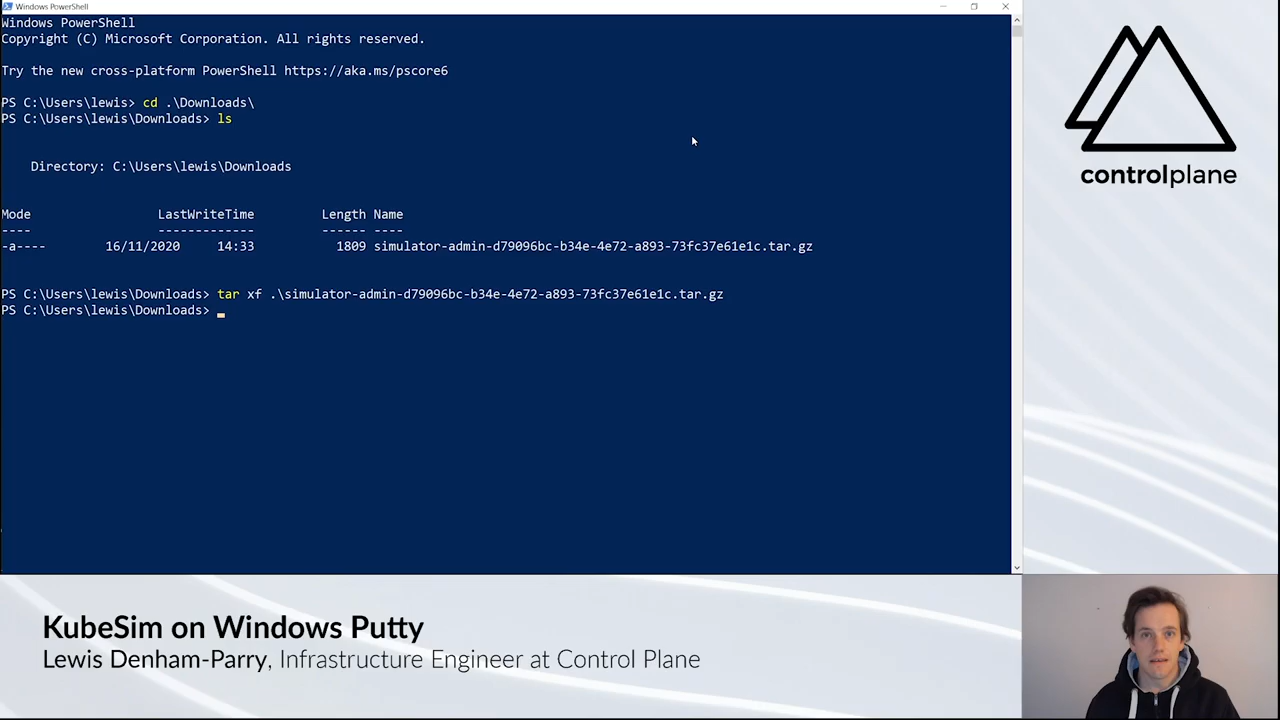 Windows PowerShell
Windows PowerShell
Copyright (C) Microsoft Corporation. All rights reserved.
Try the new cross-platform PowerShell https://aka.ms/pscore6
PS C:\Users\lewis> cd .\Downloads\
PS C:\Users\lewis\Downloads> ls
Directory: C:\Users\lewis\Downloads
Mode LastWriteTime Length Name
---- ------------- ------ ----
-a---- 16/11/2020 14:33 1809 simulator-admin-d79096bc-b34e-4e72-a893-73fc37e61e1c.tar.gz
PS C:\Users\lewis\Downloads> tar xf .\simulator-admin-d79096bc-b34e-4e72-a893-73fc37e61e1c.tar.gz
PS C:\Users\lewis\Downloads>
controlplane
KubeSim on Windows Putty
Lewis Denham-Parry, Infrastructure Engineer at Control Plane